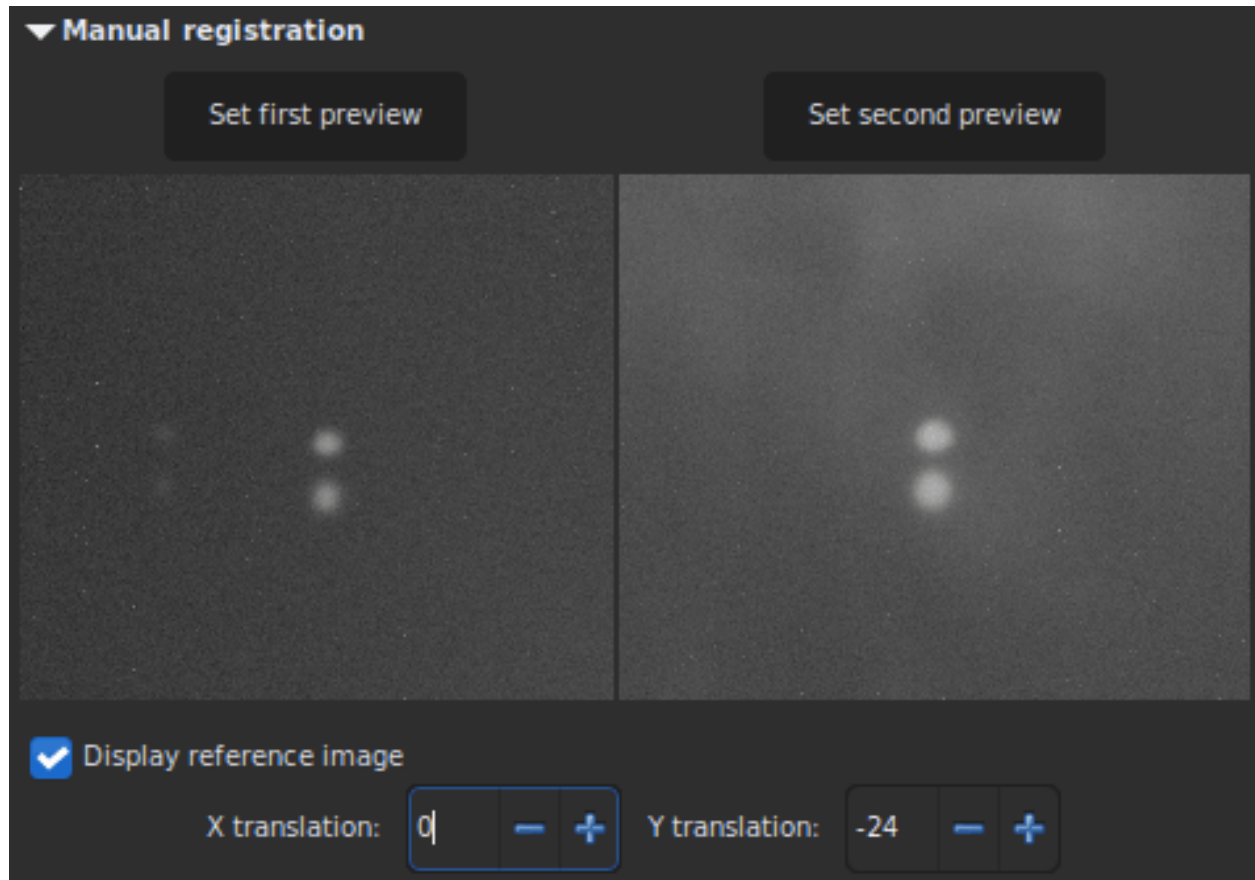 Manual registration
Set first preview
Set second preview
Display reference image
X translation: 0
Y translation: -24